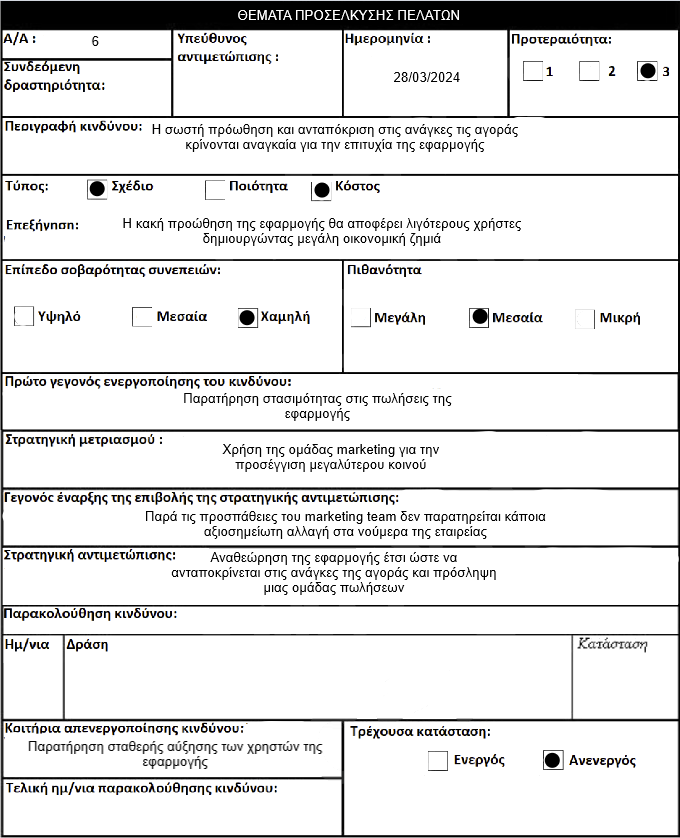 ΘΕΜΑΤΑ ΠΡΟΣΕΛΚΥΣΗΣ ΠΕΛΑΤΩΝ
Α/Α : 6
Συνδεόμενη
δραστηριότητα:
Υπεύθυνος
αντιμετώπισης :
Ημερομηνία :
28/03/2024
Προτεραιότητα:
1 2 3
Περιγραφή κινδύνου: Η σωστή πρόωθηση και ανταπόκριση στις ανάγκες τις αγοράς
κρίνονται αναγκαία για την επιτυχία της εφαρμογής
Τύπος: Σχέδιο Ποιότητα Κόστος
Επεξήγηση: Η κακή προώθηση της εφαρμογής θα αποφέρει λιγότερους χρήστες
δημιουργώντας μεγάλη οικονομική ζημιά
Επίπεδο σοβαρότητας συνεπειών:
Υψηλό Μεσαία Χαμηλή
Πιθανότητα
Μεγάλη Μεσαία Μικρή
Πρώτο γεγονός ενεργοποίησης του κινδύνου:
Παρατήρηση στασιμότητας στις πωλήσεις της
εφαρμογής
Στρατηγική μετριασμού :
Χρήση της ομάδας marketing για την
προσέγγιση μεγαλύτερου κοινού
Γεγονός έναρξης της επιβολής της στρατηγικής αντιμετώπισης:
Παρά τις προσπάθειες του marketing team δεν παρατηρείται κάποια
αξιοσημείωτη αλλαγή στα νούμερα της εταιρείας
Στρατηγική αντιμετώπισης: Αναθεώρηση της εφαρμογής έτσι ώστε να
ανταποκρίνεται στις ανάγκες της αγοράς και πρόσληψη
μιας ομάδας πωλήσεων
Παρακολούθηση κινδύνου:
Ημ/νια Δράση Κατάσταση
Κριτήρια απενεργοποίησης κινδύνου:
Παρατήρηση σταθερής αύξησης των χρηστών της
εφαρμογής
Τελική ημ/νια παρακολούθησης κινδύνου:
Τρέχουσα κατάσταση:
Ενεργός Ανενεργός